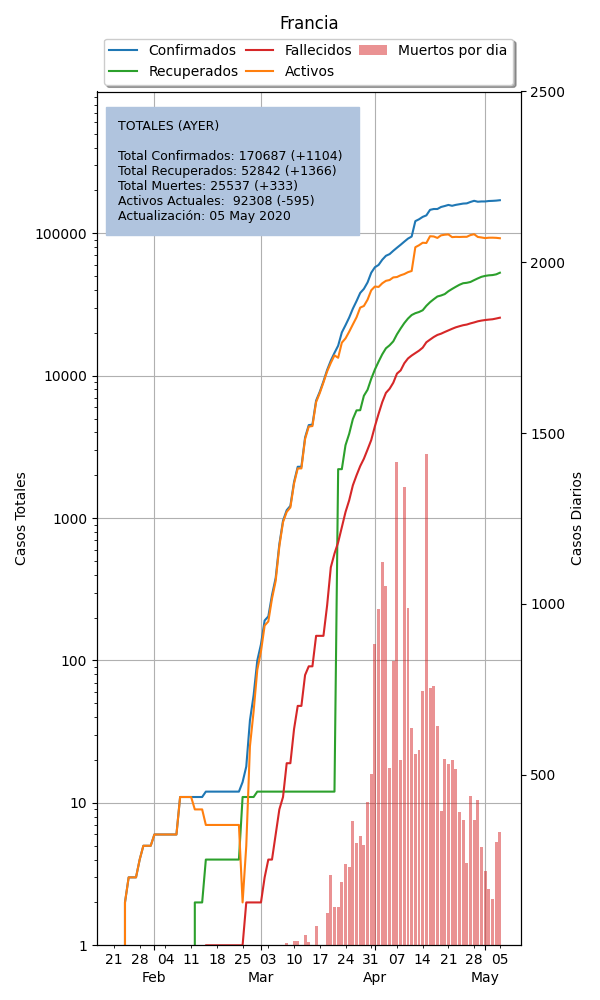 Francia
Confirmados
Recuperados
Fallecidos
Activos
Muertos por dia
TOTALES (AYER)
Total Confirmados: 170687 (+1104)
Total Recuperados: 52842 (+1366)
Total Muertes: 25537 (+333)
Activos Actuales:  92308 (-595)
Actualización: 05 May 2020
Casos Totales
100000
10000
1000
100
10
1
2500
2000
1500
1000
500
Casos Diarios
21 28 04 11 18 25 03 10 17 24 31 07 14 21 28 05
Feb Mar Apr May